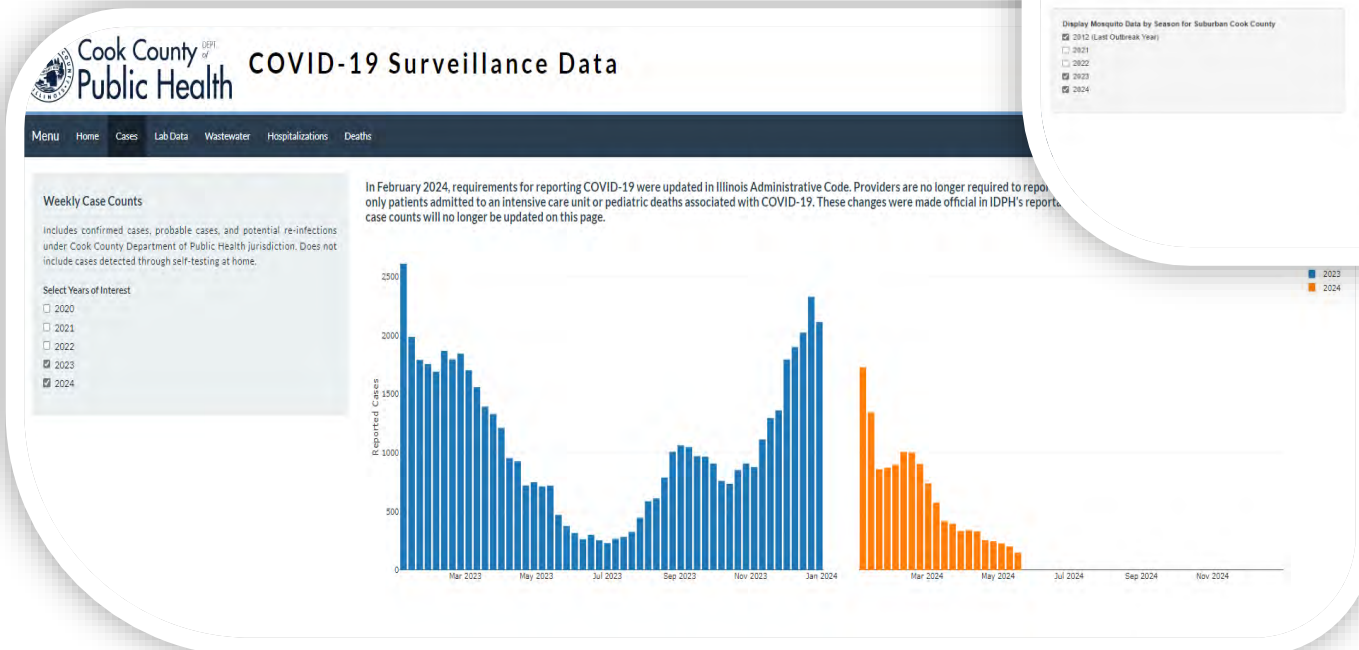 Cook County DEPT. of
Public Health
COVID-19 Surveillance Data
Display Mosquito Data by Season for Suburban Cook County
2012 (Last Outbreak Year)
2021
2022
2023
2024
Menu Home Cases Lab Data Wastewater Hospitalizations Deaths
Weekly Case Counts
Includes confirmed cases, probable cases, and potential re-infections
under Cook County Department of Public Health jurisdiction. Does not
include cases detected through self-testing at home.
Select Years of Interest
2020
2021
2022
2023
2024
In February 2024, requirements for reporting COVID-19 were updated in Illinois Administrative Code. Providers are no longer required to
only patients admitted to an intensive care unit or pediatric deaths associated with COVID-19. These changes were made official in IDPH's
case counts will no longer be updated on this page.
2023
2024
Reported Cases
2500
2000
1500
1000
500
0
Mar 2023 May 2023 Jul 2023 Sep 2023 Nov 2023 Jan 2024
Mar 2024 May 2024 Jul 2024 Sep 2024 Nov 2024